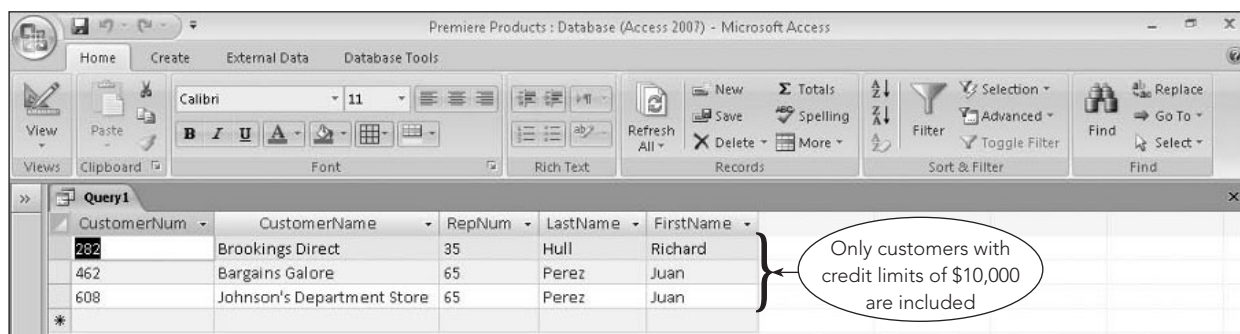 Premiere Products : Database (Access 2007) - Microsoft Access
Home Create External Data Database Tools
View
Views
Paste
Clipboard
Calibri 11
B I U A
Font
ab
Rich Text
Refresh All
New
Save
Delete
Σ Totals
ABC Spelling
More
Records
A Z
Z A
A Z
Filter
Selection
Advanced
Toggle Filter
Sort & Filter
Find
Replace
Go To
Select
Find
Query1
CustomerNum CustomerName RepNum LastName FirstName
282 Brookings Direct 35 Hull Richard
462 Bargains Galore 65 Perez Juan
608 Johnson's Department Store 65 Perez Juan
Only customers with
credit limits of $10,000
are included